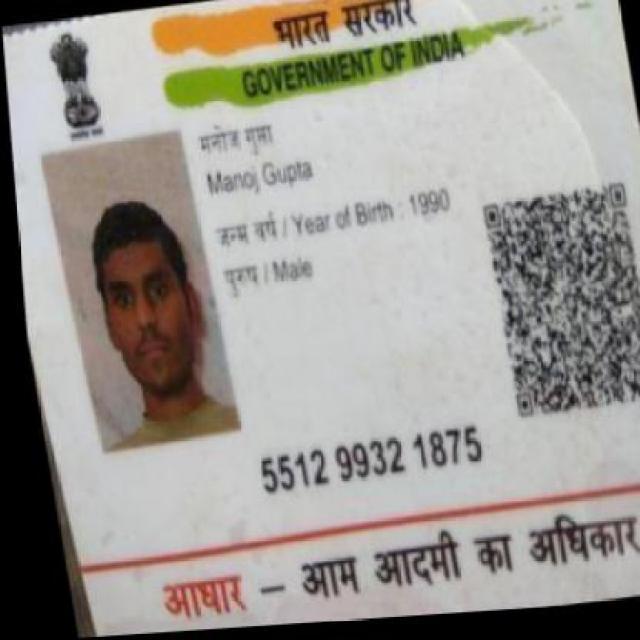 भारत सरकार
GOVERNMENT OF INDIA
मनोज गुप्ता
Manoj Gupta
जन्म वर्ष / Year of Birth : 1990
पुरुष / Male
5512 9932 1875
आधार – आम आदमी का अधिकार